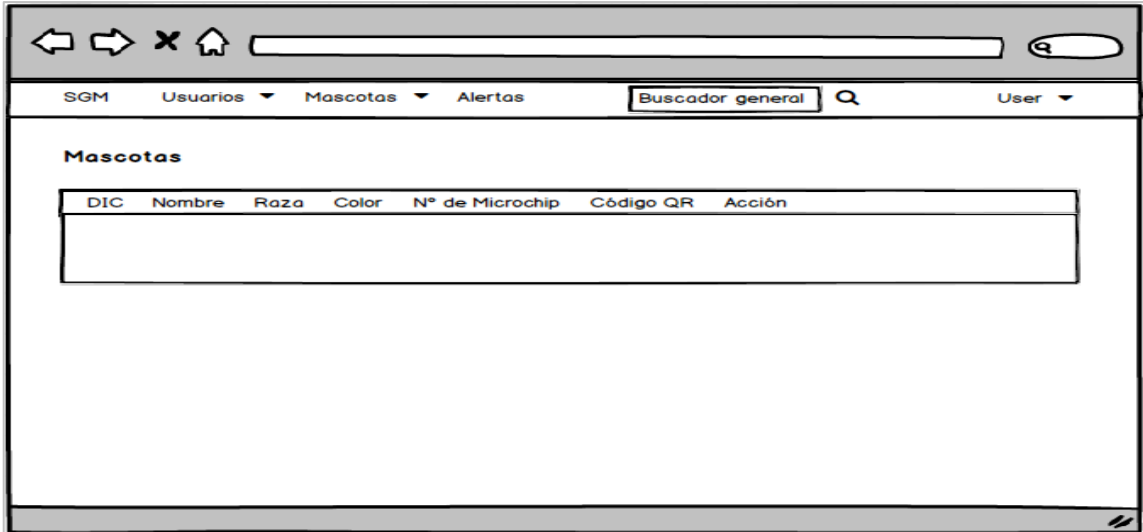 SGM Usuarios Mascotas Alertas Buscador general User
Mascotas
DIC Nombre Raza Color Nº de Microchip Código QR Acción